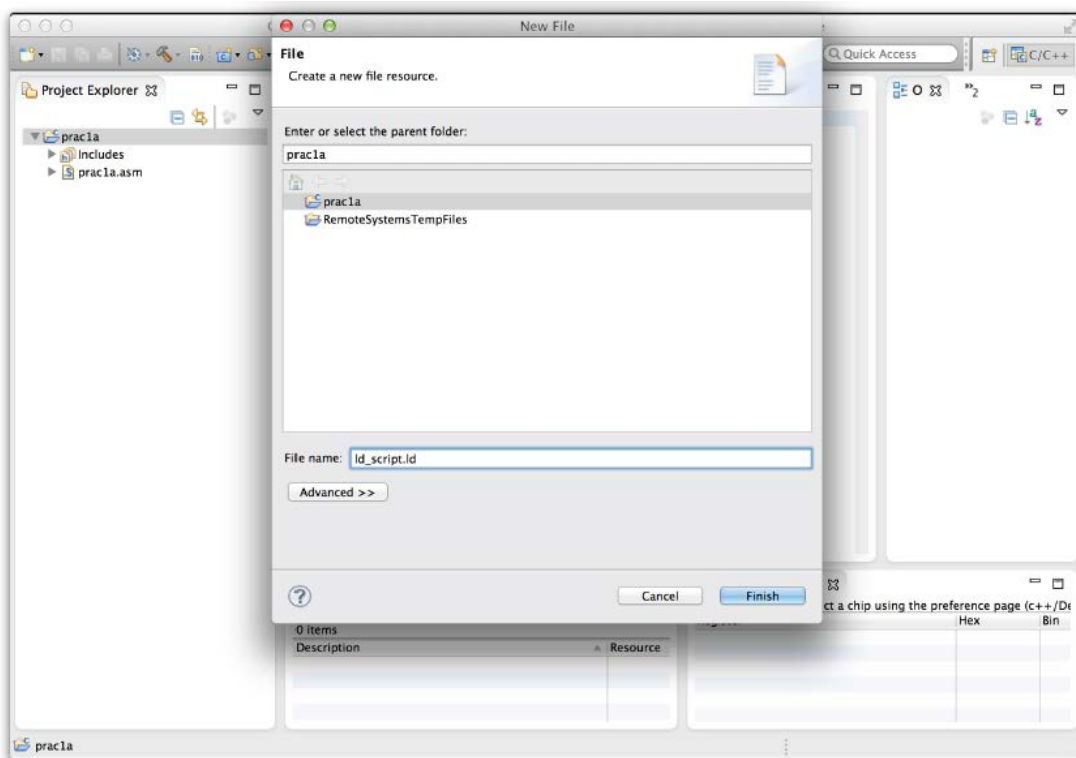 New File
Quick Access
C/C++
Project Explorer
O
»2
prac1a
Includes
prac1a.asm
File
Create a new file resource.
Enter or select the parent folder:
prac1a
prac1a
RemoteSystemsTempFiles
File name: ld_script.ld
Advanced >>
?
Cancel
Finish
ct a chip using the preference page (c++/De
0 items
Hex
Bin
Description
Resource
prac1a